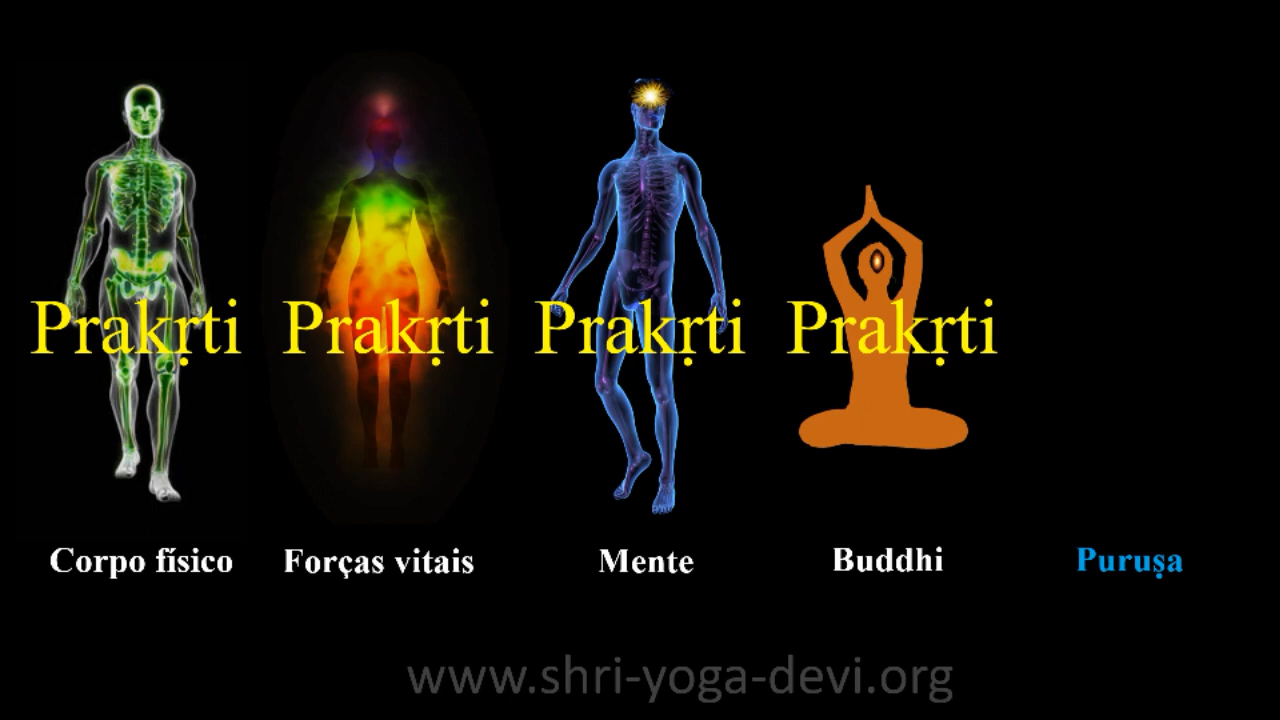 Prakṛti Prakṛti Prakṛti Prakṛti
Corpo físico Forças vitais Mente Buddhi Puruṣa
www.shri-yoga-devi.org